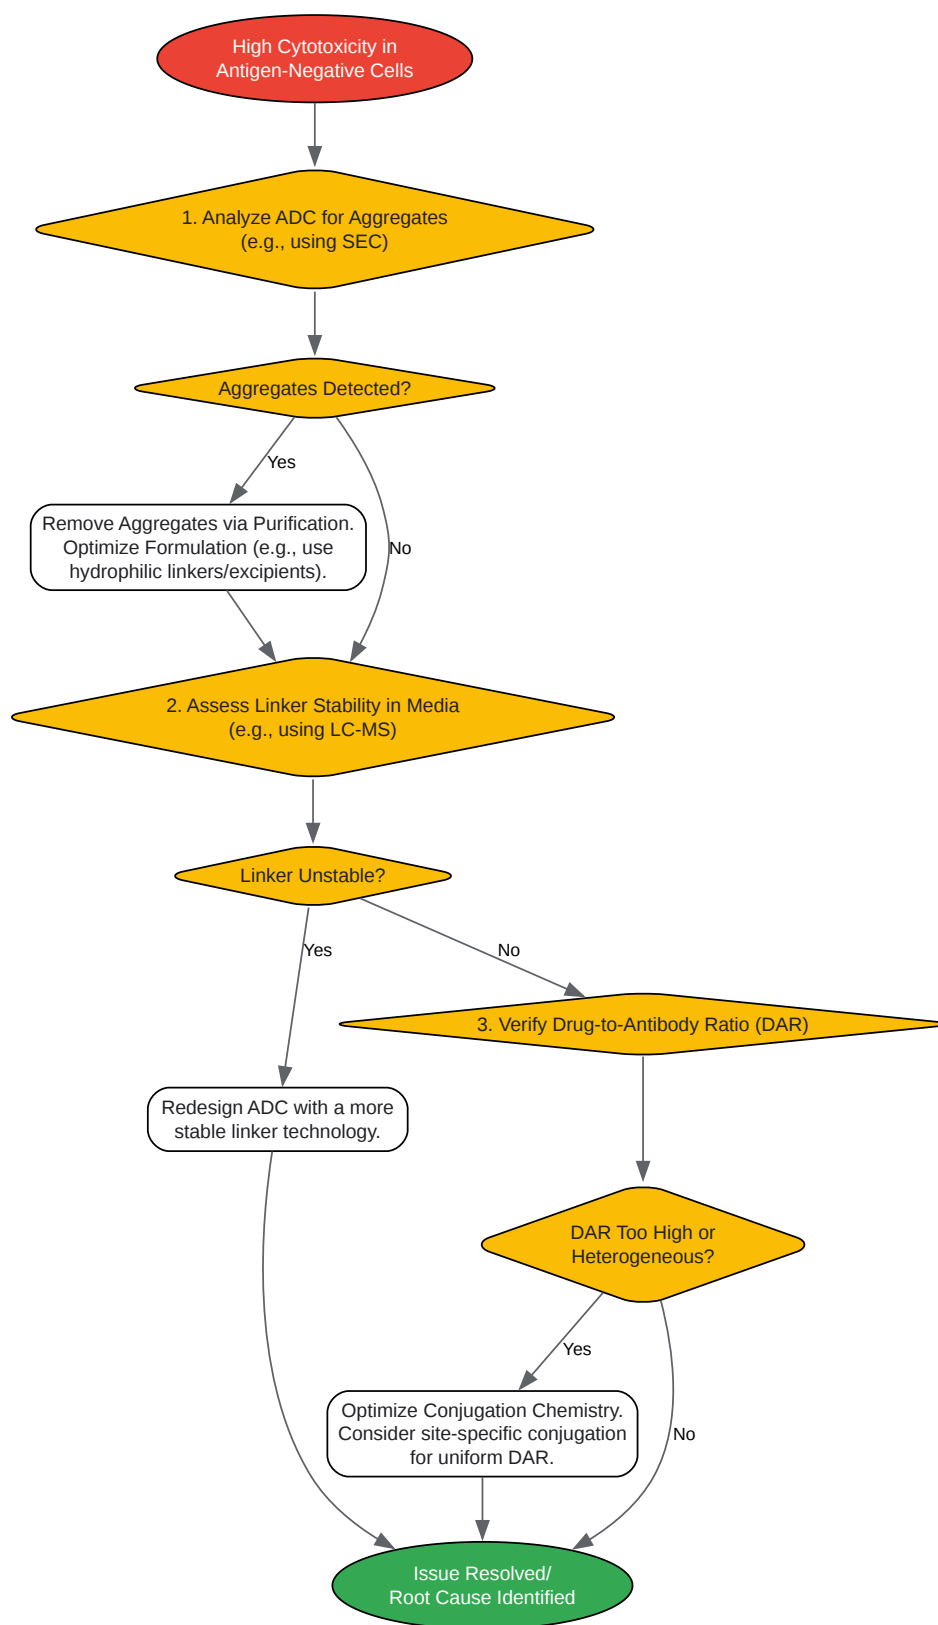 High Cytotoxicity in
Antigen-Negative Cells
1. Analyze ADC for Aggregates
(e.g., using SEC)
Aggregates Detected?
Yes
Remove Aggregates via Purification.
Optimize Formulation (e.g., use
hydrophilic linkers/excipients).
No
2. Assess Linker Stability in Media
(e.g., using LC-MS)
Linker Unstable?
Yes
No
3. Verify Drug-to-Antibody Ratio (DAR)
Redesign ADC with a more
stable linker technology.
DAR Too High or
Heterogeneous?
Yes
Optimize Conjugation Chemistry.
Consider site-specific conjugation
for uniform DAR.
No
Issue Resolved/
Root Cause Identified